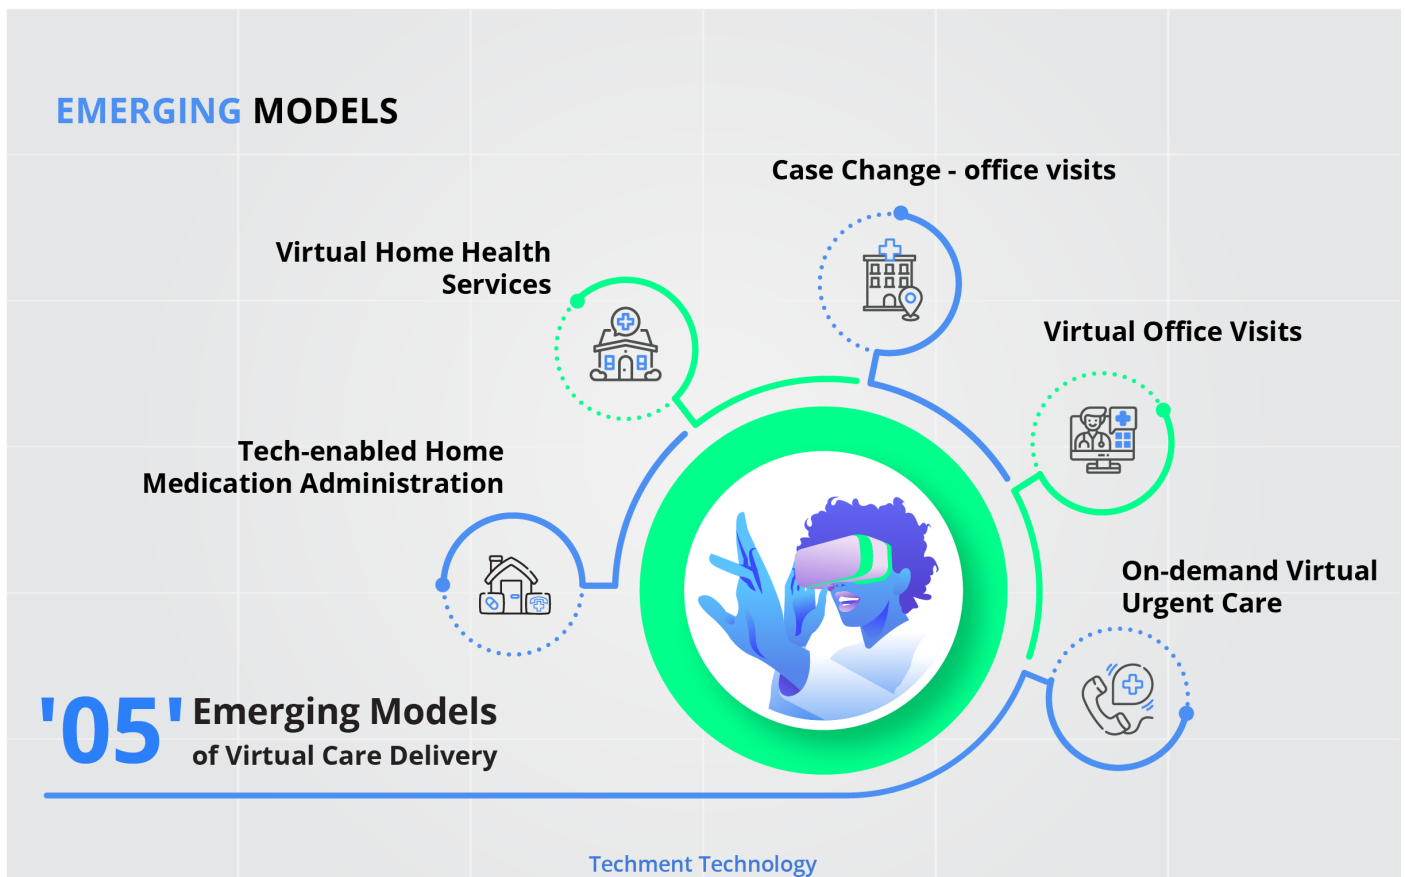 EMERGING MODELS
Case Change - office visits
Virtual Home Health
Services
Virtual Office Visits
Tech-enabled Home
Medication Administration
On-demand Virtual
Urgent Care
'05' Emerging Models
of Virtual Care Delivery
Techment Technology